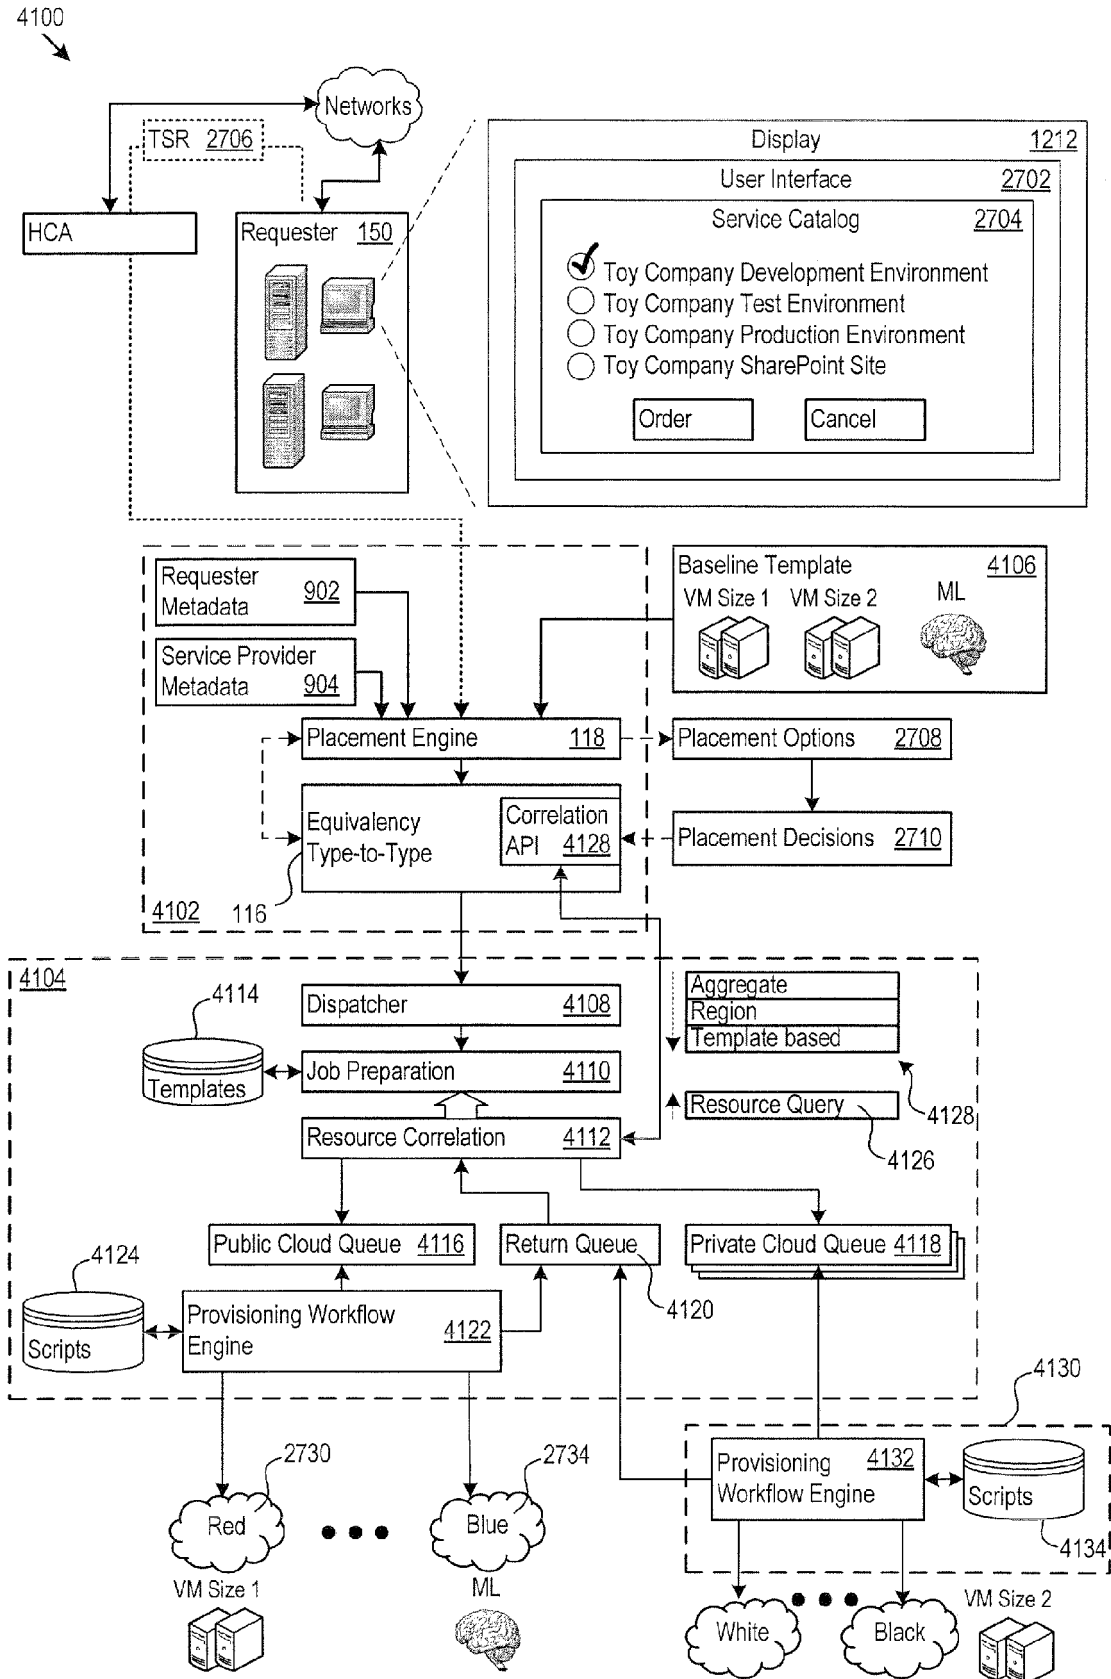 4100
Networks
TSR 2706
HCA
Requester 150
Display 1212
User Interface 2702
Service Catalog 2704
Toy Company Development Environment
Toy Company Test Environment
Toy Company Production Environment
Toy Company SharePoint Site
Order
Cancel
Requester
Metadata 902
Service Provider
Metadata 904
Baseline Template 4106
VM Size 1
VM Size 2
ML
Placement Engine 118
Placement Options 2708
Equivalency
Type-to-Type
Correlation
API 4128
Placement Decisions 2710
4102
116
4104
4114
Templates
Dispatcher 4108
Job Preparation 4110
Resource Correlation 4112
Aggregate
Region
Template based
4128
Resource Query
4126
Public Cloud Queue 4116
Return Queue
4120
Private Cloud Queue 4118
4124
Scripts
Provisioning Workflow
Engine 4122
4130
Provisioning
Workflow Engine
4132
Scripts
4134
2730
Red
VM Size 1
2734
Blue
ML
White
Black
VM Size 2